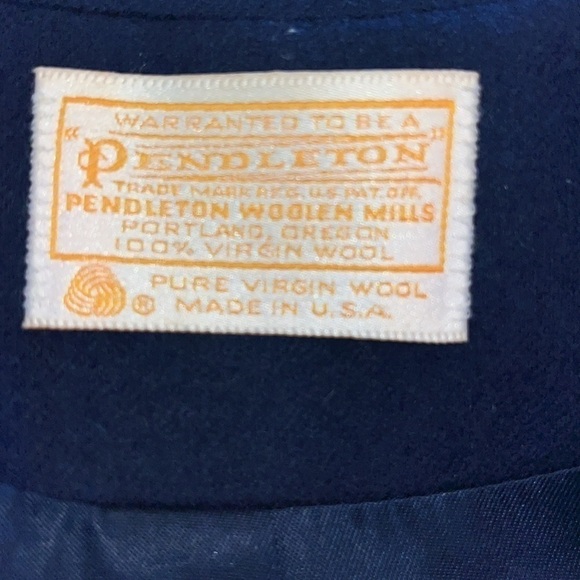 WARRANTED TO BE A
"PENDLETON"
TRADE MARK REG. U.S. PAT. OFF.
PENDLETON WOOLEN MILLS
PORTLAND, OREGON
100% VIRGIN WOOL
PURE VIRGIN WOOL
® MADE IN U.S.A.